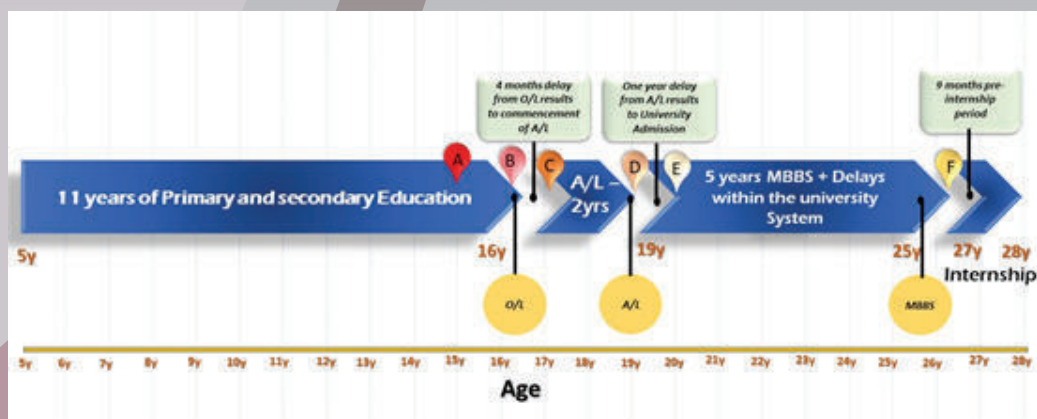 4 months delay
from O/L results
to commencement
of A/L
One year delay
from A/L results
to University
Admission
9 months pre-
internship
period
A
B
C
D
E
F
11 years of Primary and secondary Education
A/L –
2yrs
5 years MBBS + Delays
within the university
System
5y
16y
19y
25y
27y
28y
Internship
O/L
A/L
MBBS
5y 6y 7y 8y 9y 10y 11y 12y 13y 14y 15y 16y 17y 18y 19y 20y 21y 22y 23y 24y 25y 26y 27y 28y
Age